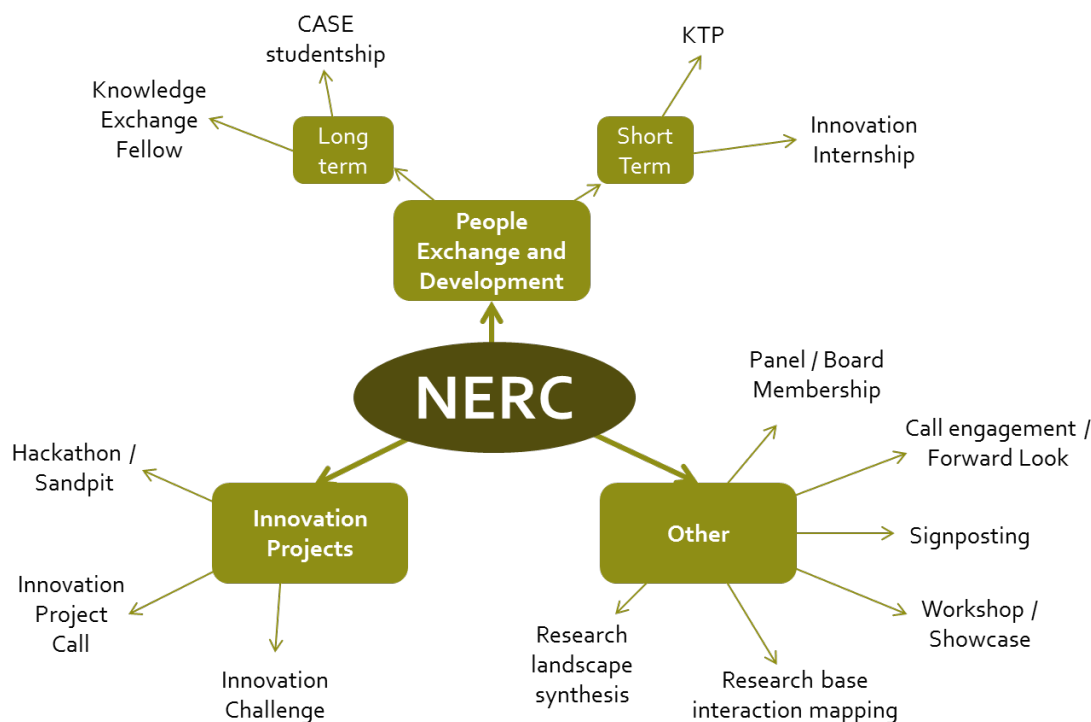 CASE
studentship
KTP
Knowledge
Exchange
Fellow
Long
term
Short
Term
Innovation
Internship
People
Exchange and
Development
NERC
Panel / Board
Membership
Call engagement /
Forward Look
Hackathon /
Sandpit
Innovation
Projects
Other
Signposting
Innovation
Project
Call
Workshop /
Showcase
Research
landscape
synthesis
Innovation
Challenge
Research base
interaction mapping